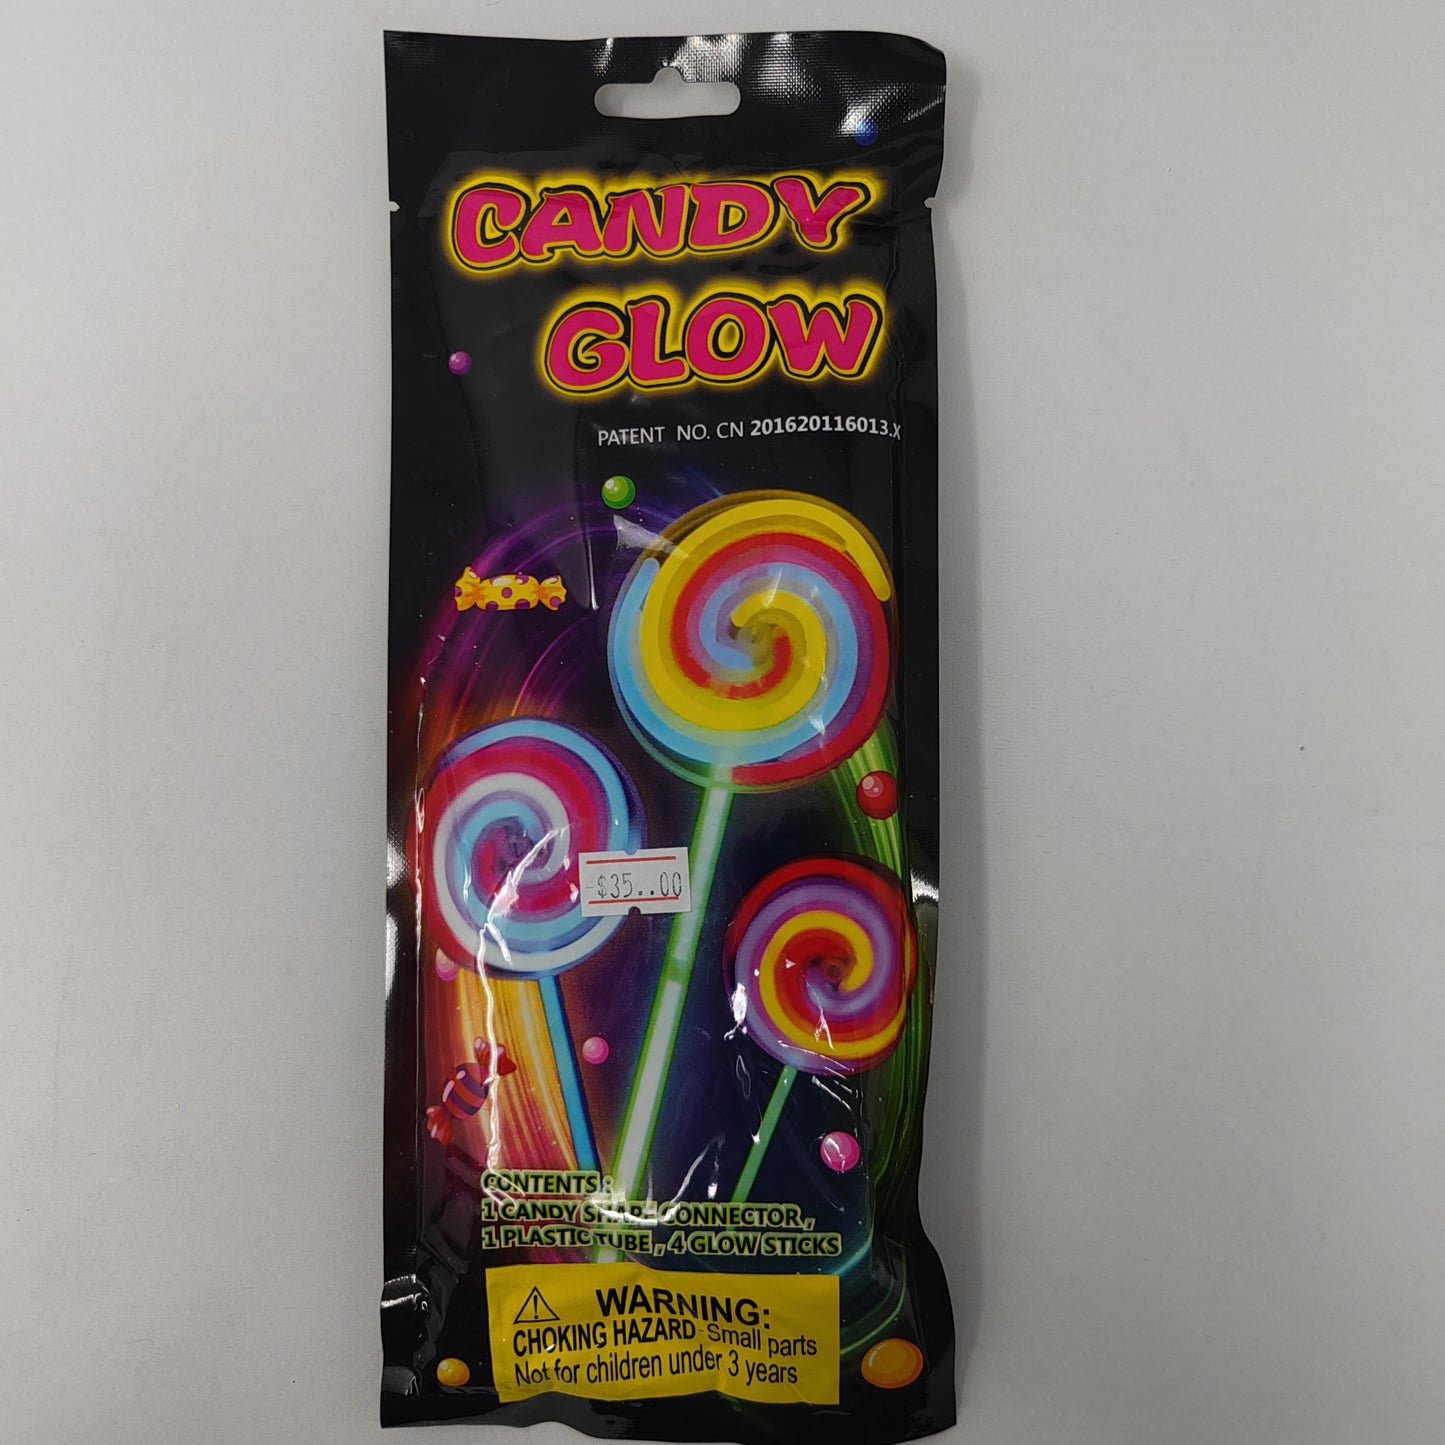 CANDY
GLOW
PATENT NO. CN 201620116013.X
-$35..00
CONTENTS :
1 CANDY SHAPE CONNECTOR ,
1 PLASTIC TUBE , 4 GLOW STICKS
WARNING:
CHOKING HAZARD-Small parts
Not for children under 3 years